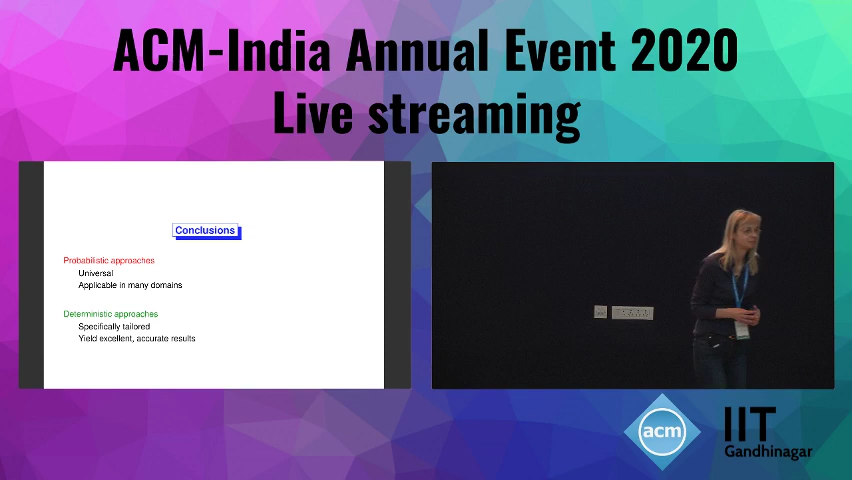 ACM-India Annual Event 2020
Live streaming
Conclusions
Probabilistic approaches
Universal
Applicable in many domains
Deterministic approaches
Specifically tailored
Yield excellent, accurate results
acm
IIT
Gandhinagar